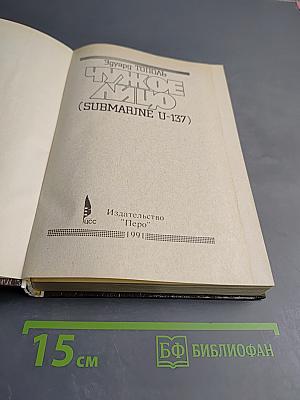 Эдуард ТОПОЛЬ
ЧУЖОЕ
ЛИЦО
(SUBMARINE U-137)
Издательство
"Перо"
1991
15 см
БФ БИБЛИОФАН